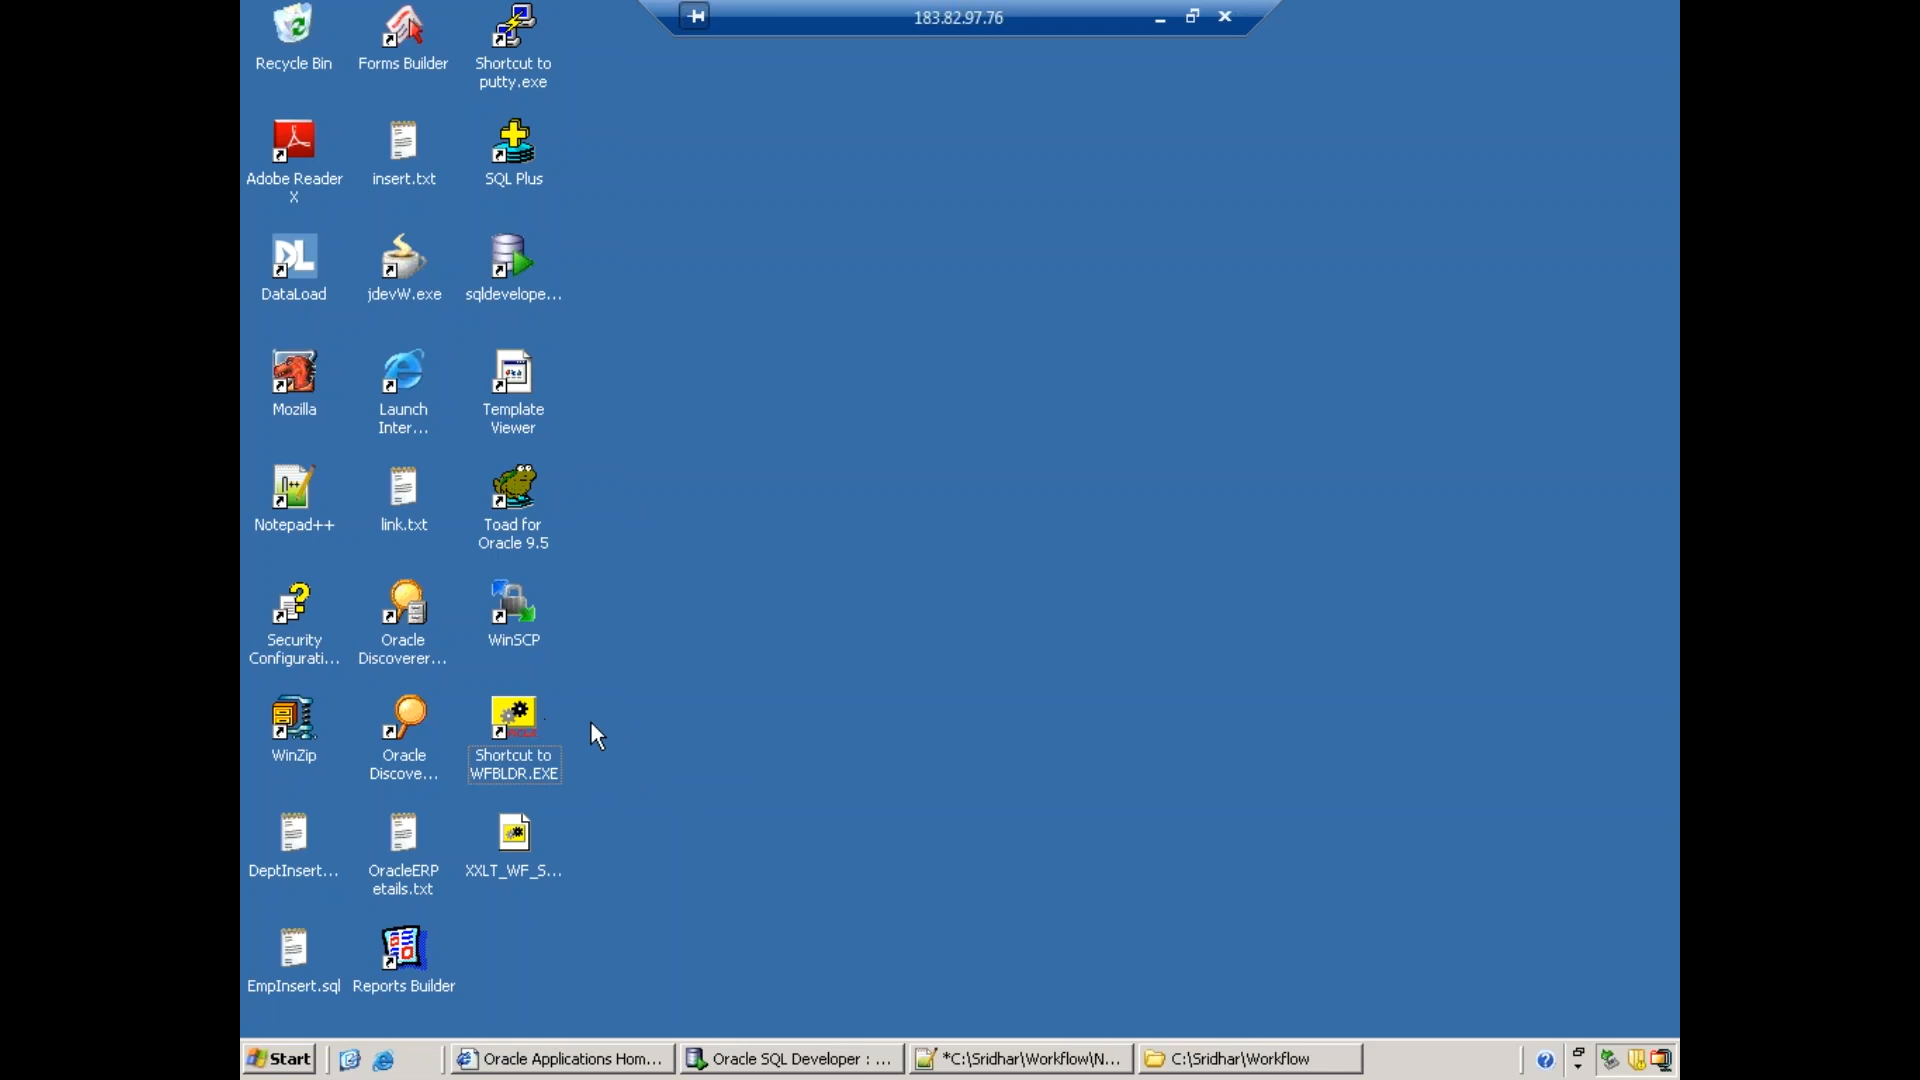 183.82.97.76
Recycle Bin
Forms Builder
Shortcut to
putty.exe
Adobe Reader
X
insert.txt
SQL Plus
DL
DataLoad
jdevW.exe
sqldevelope...
Mozilla
Launch
Inter...
Template
Viewer
Notepad++
link.txt
Toad for
Oracle 9.5
Security
Configurati...
Oracle
Discoverer...
WinSCP
WinZip
Oracle
Discove...
Shortcut to
WFBLDR.EXE
DeptInsert...
OracleERP
etails.txt
XXLT_WF_S...
EmpInsert.sql
Reports Builder
Start
Oracle Applications Hom...
Oracle SQL Developer : ...
*C:\Sridhar\Workflow\N...
C:\Sridhar\Workflow